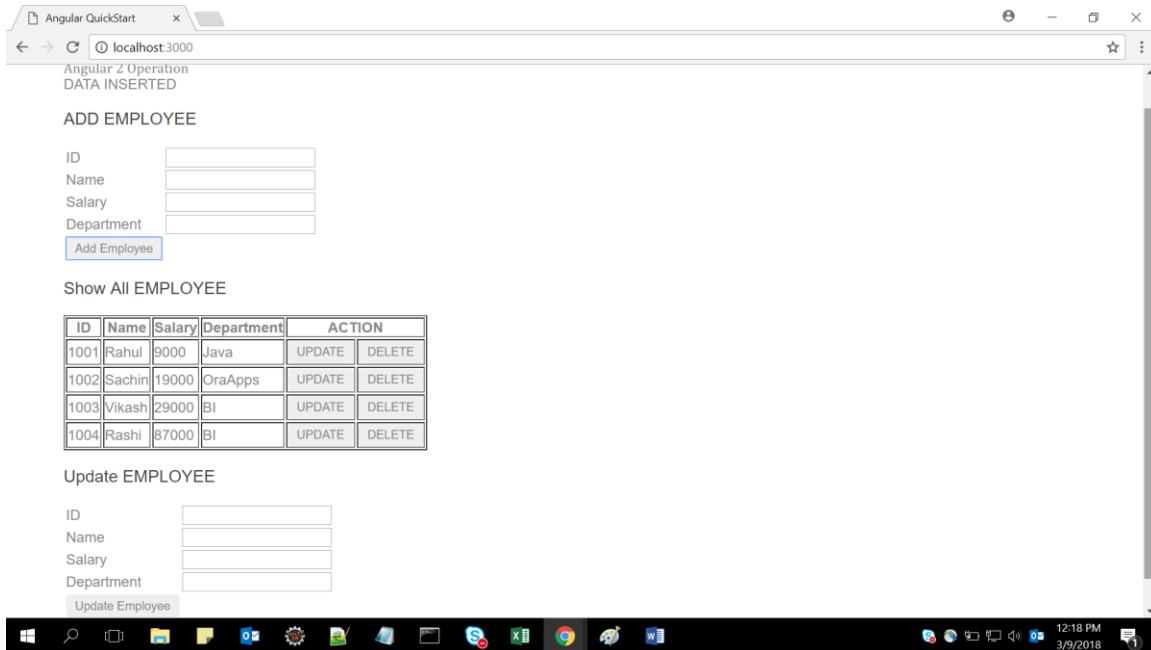 Angular QuickStart
localhost:3000
Angular 2 Operation
DATA INSERTED
ADD EMPLOYEE
ID
Name
Salary
Department
Add Employee
Show All EMPLOYEE
ID Name Salary Department ACTION
1001 Rahul 9000 Java UPDATE DELETE
1002 Sachin 19000 OraApps UPDATE DELETE
1003 Vikash 29000 BI UPDATE DELETE
1004 Rashi 87000 BI UPDATE DELETE
Update EMPLOYEE
ID
Name
Salary
Department
Update Employee
12:18 PM
3/9/2018